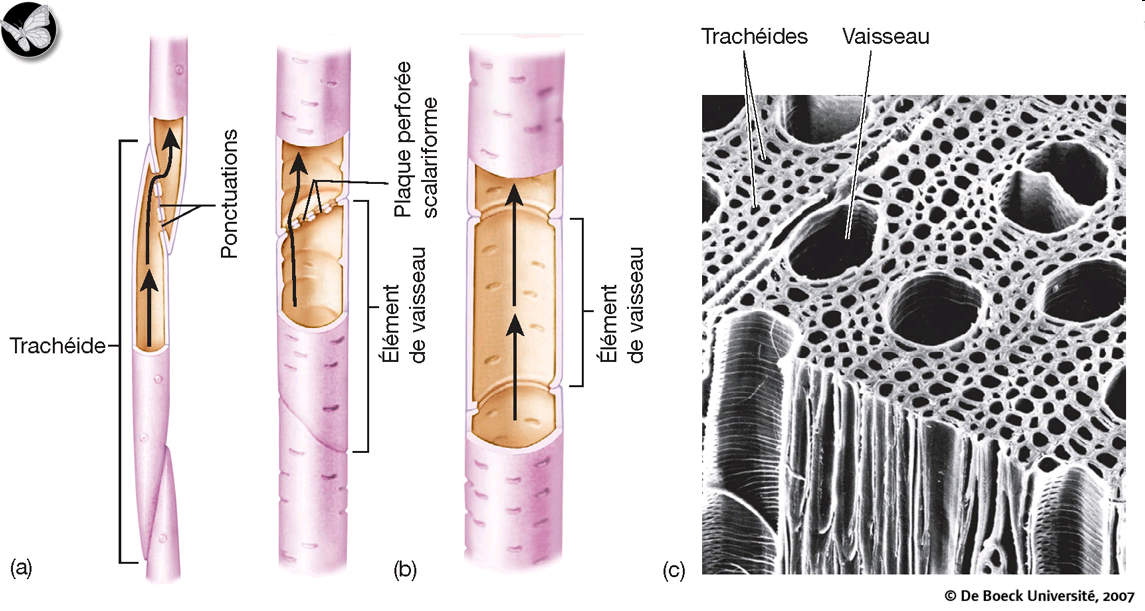 Trachéide
Ponctuations
(a)
Plaque perforée
scalariforme
Élément
de vaisseau
(b)
Élément
de vaisseau
Trachéides
Vaisseau
(c)
© De Boeck Université, 2007